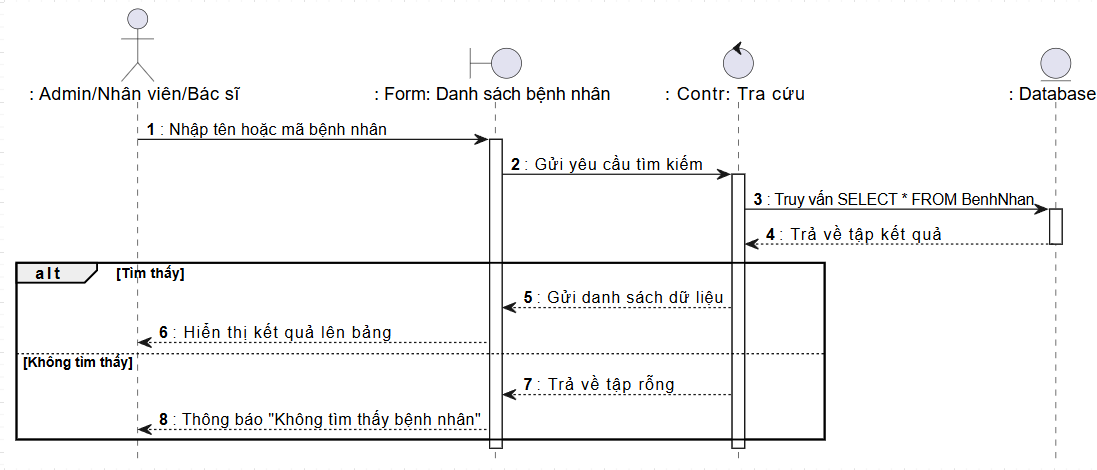 : Admin/Nhân viên/Bác sĩ
: Form: Danh sách bệnh nhân
: Contr: Tra cứu
: Database
1 : Nhập tên hoặc mã bệnh nhân
2 : Gửi yêu cầu tìm kiếm
3 : Truy vấn SELECT * FROM BenhNhan
4 : Trả về tập kết quả
alt [Tìm thấy]
5 : Gửi danh sách dữ liệu
6 : Hiển thị kết quả lên bảng
[Không tìm thấy]
7 : Trả về tập rỗng
8 : Thông báo "Không tìm thấy bệnh nhân"